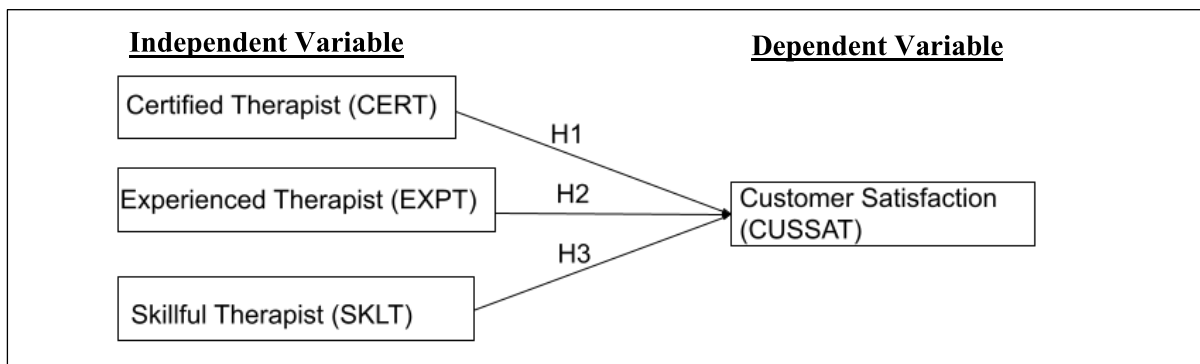 Independent Variable
Dependent Variable
Certified Therapist (CERT)
H1
Experienced Therapist (EXPT)
H2
Customer Satisfaction
(CUSSAT)
H3
Skillful Therapist (SKLT)